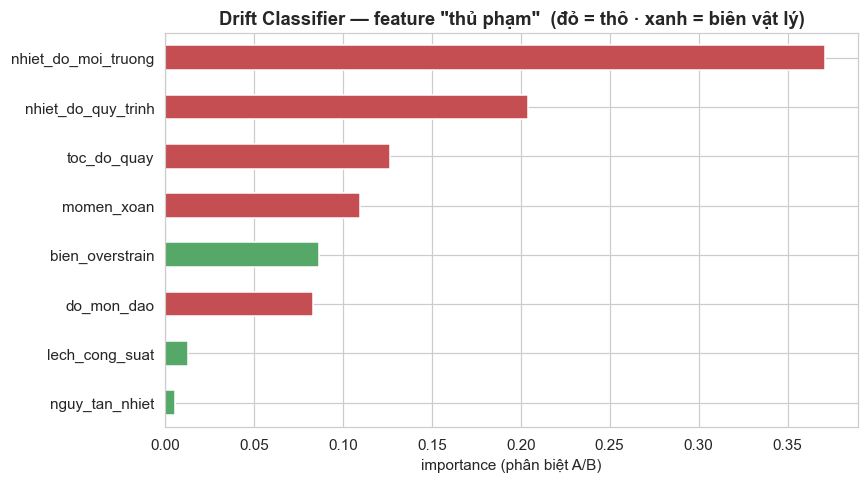 Drift Classifier — feature "thủ phạm"  (đỏ = thô · xanh = biên vật lý)
nhiet_do_moi_truong
nhiet_do_quy_trinh
toc_do_quay
momen_xoan
bien_overstrain
do_mon_dao
lech_cong_suat
nguy_tan_nhiet
0.00 0.05 0.10 0.15 0.20 0.25 0.30 0.35
importance (phân biệt A/B)